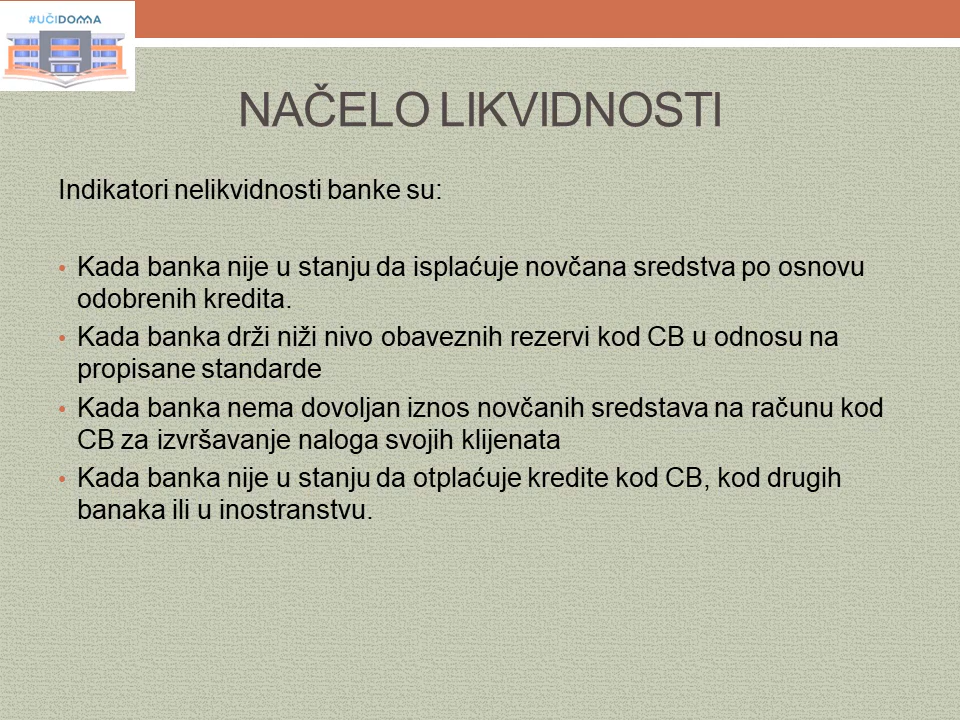 #UČIDOMA
NAČELO LIKVIDNOSTI
Indikatori nelikvidnosti banke su:
• Kada banka nije u stanju da isplaćuje novčana sredstva po osnovu
odobrenih kredita.
• Kada banka drži niži nivo obaveznih rezervi kod CB u odnosu na
propisane standarde
• Kada banka nema dovoljan iznos novčanih sredstava na računu kod
CB za izvršavanje naloga svojih klijenata
• Kada banka nije u stanju da otplaćuje kredite kod CB, kod drugih
banaka ili u inostranstvu.